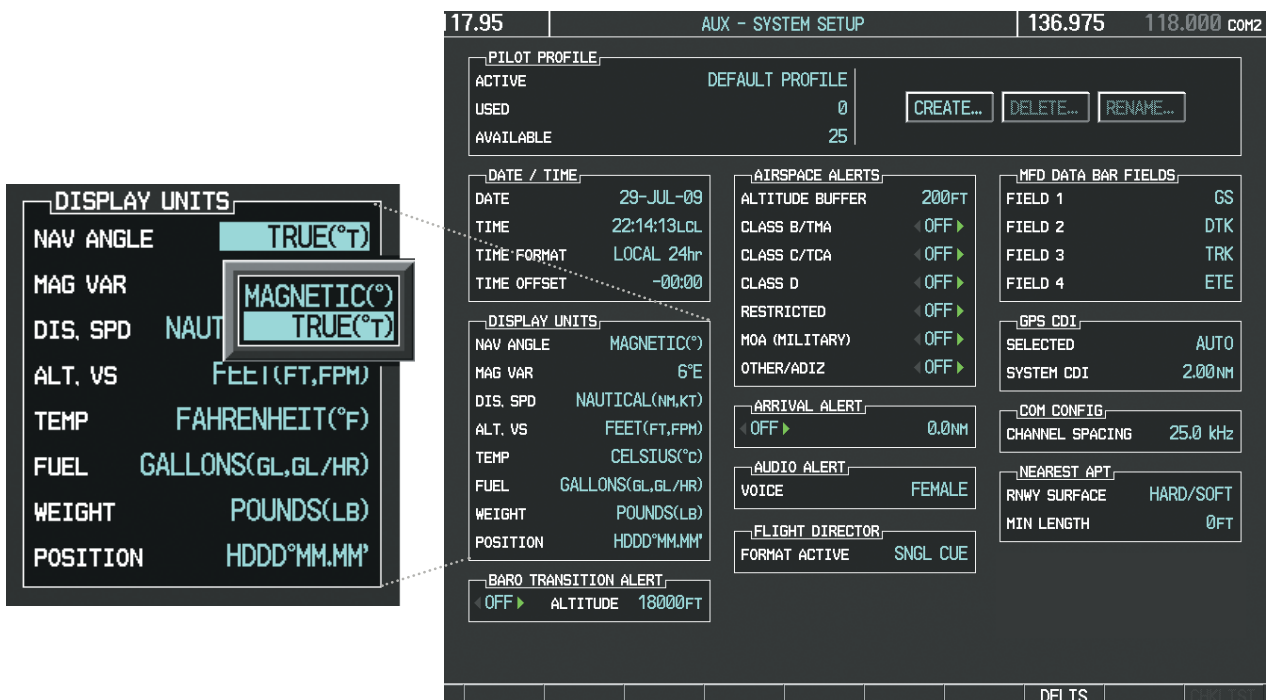 DISPLAY UNITS
NAV ANGLE TRUE(°T)
MAG VAR
MAGNETIC(°)
TRUE(°T)
DIS, SPD NAUT
ALT, VS FEET(FT,FPM)
TEMP FAHRENHEIT(°F)
FUEL GALLONS(GL,GL/HR)
WEIGHT POUNDS(LB)
POSITION HDDD°MM.MM'
17.95 AUX - SYSTEM SETUP 136.975 118.000 COM2
PILOT PROFILE
ACTIVE DEFAULT PROFILE
USED 0
AVAILABLE 25
CREATE... DELETE... RENAME...
DATE / TIME
DATE 29-JUL-09
TIME 22:14:13LCL
TIME FORMAT LOCAL 24hr
TIME OFFSET -00:00
DISPLAY UNITS
NAV ANGLE MAGNETIC(°)
MAG VAR 6°E
DIS, SPD NAUTICAL(NM,KT)
ALT, VS FEET(FT,FPM)
TEMP CELSIUS(°C)
FUEL GALLONS(GL,GL/HR)
WEIGHT POUNDS(LB)
POSITION HDDD°MM.MM'
BARO TRANSITION ALERT
OFF ALTITUDE 18000FT
AIRSPACE ALERTS
ALTITUDE BUFFER 200FT
CLASS B/TMA OFF
CLASS C/TCA OFF
CLASS D OFF
RESTRICTED OFF
MOA (MILITARY) OFF
OTHER/ADIZ OFF
ARRIVAL ALERT
OFF 0.0NM
AUDIO ALERT
VOICE FEMALE
FLIGHT DIRECTOR
FORMAT ACTIVE SNGL CUE
MFD DATA BAR FIELDS
FIELD 1 GS
FIELD 2 DTK
FIELD 3 TRK
FIELD 4 ETE
GPS CDI
SELECTED AUTO
SYSTEM CDI 2.00NM
COM CONFIG
CHANNEL SPACING 25.0 kHz
NEAREST APT
RNWY SURFACE HARD/SOFT
MIN LENGTH 0FT
DFLTS CHKLIST